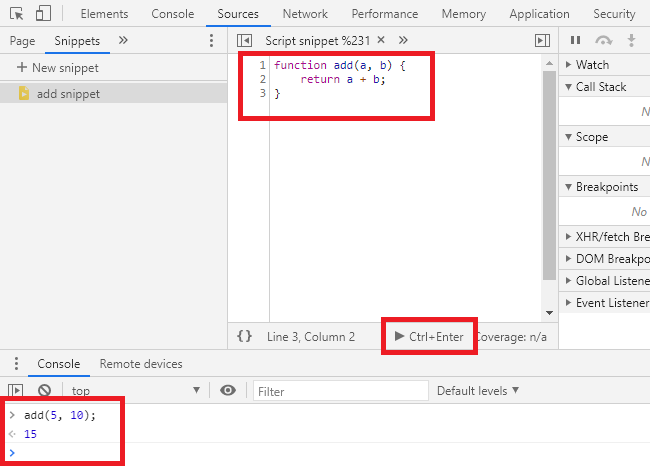 Elements Console Sources Network Performance Memory Application Security
Page Snippets »
Script snippet %231 × »
+ New snippet
add snippet
1 function add(a, b) {
2 return a + b;
3 }
Watch
Call Stack
N
Scope
N
Breakpoints
No
XHR/fetch Bre
DOM Breakpo
Global Listene
Event Listener
{} Line 3, Column 2 Ctrl+Enter Coverage: n/a
Console Remote devices
top Filter Default levels
> add(5, 10);
15
>